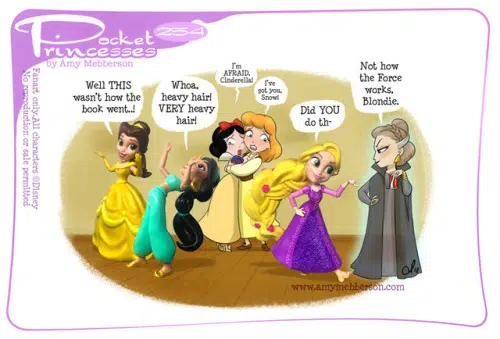 Pocket
Princesses
234
by Amy Mebberson
Fanart only. All characters ©Disney
No reproduction or sale permitted
Well THIS
wasn't how the
book went..!
Whoa,
heavy hair!
VERY heavy
hair!
I'm
AFRAID,
Cinderella!
I've
got you,
Snow!
Did YOU
do th-
Not how
the Force
works,
Blondie.
www.amymebberson.com